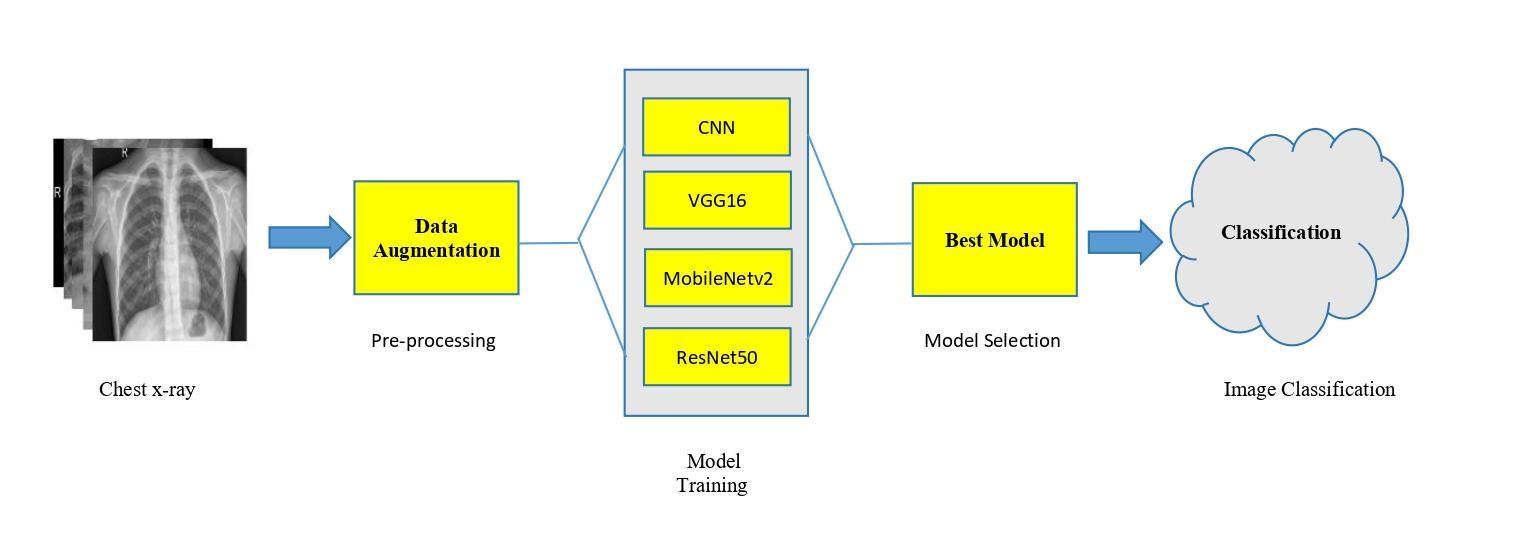 R
R
Chest x-ray
Data
Augmentation
Pre-processing
CNN
VGG16
MobileNetv2
ResNet50
Model
Training
Best Model
Model Selection
Classification
Image Classification